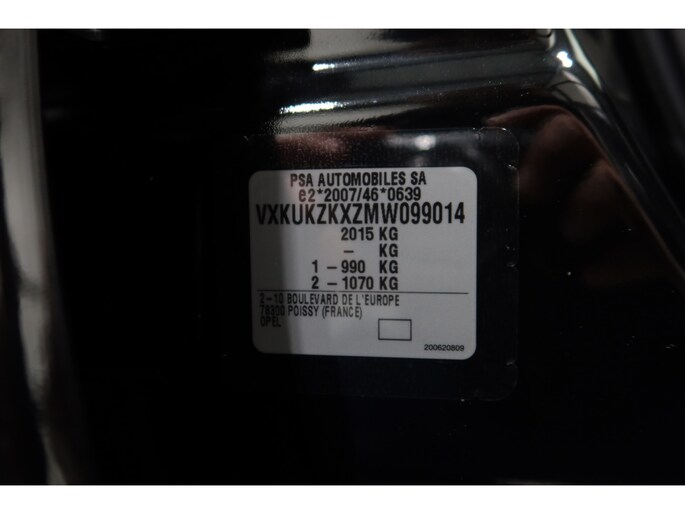 PSA AUTOMOBILES SA
e2*2007/46*0639
VXKUKZKXZMW099014
2015 KG
- KG
1 - 990 KG
2 - 1070 KG
2-10 BOULEVARD DE L'EUROPE
78300 POISSY (FRANCE)
OPEL
200620809